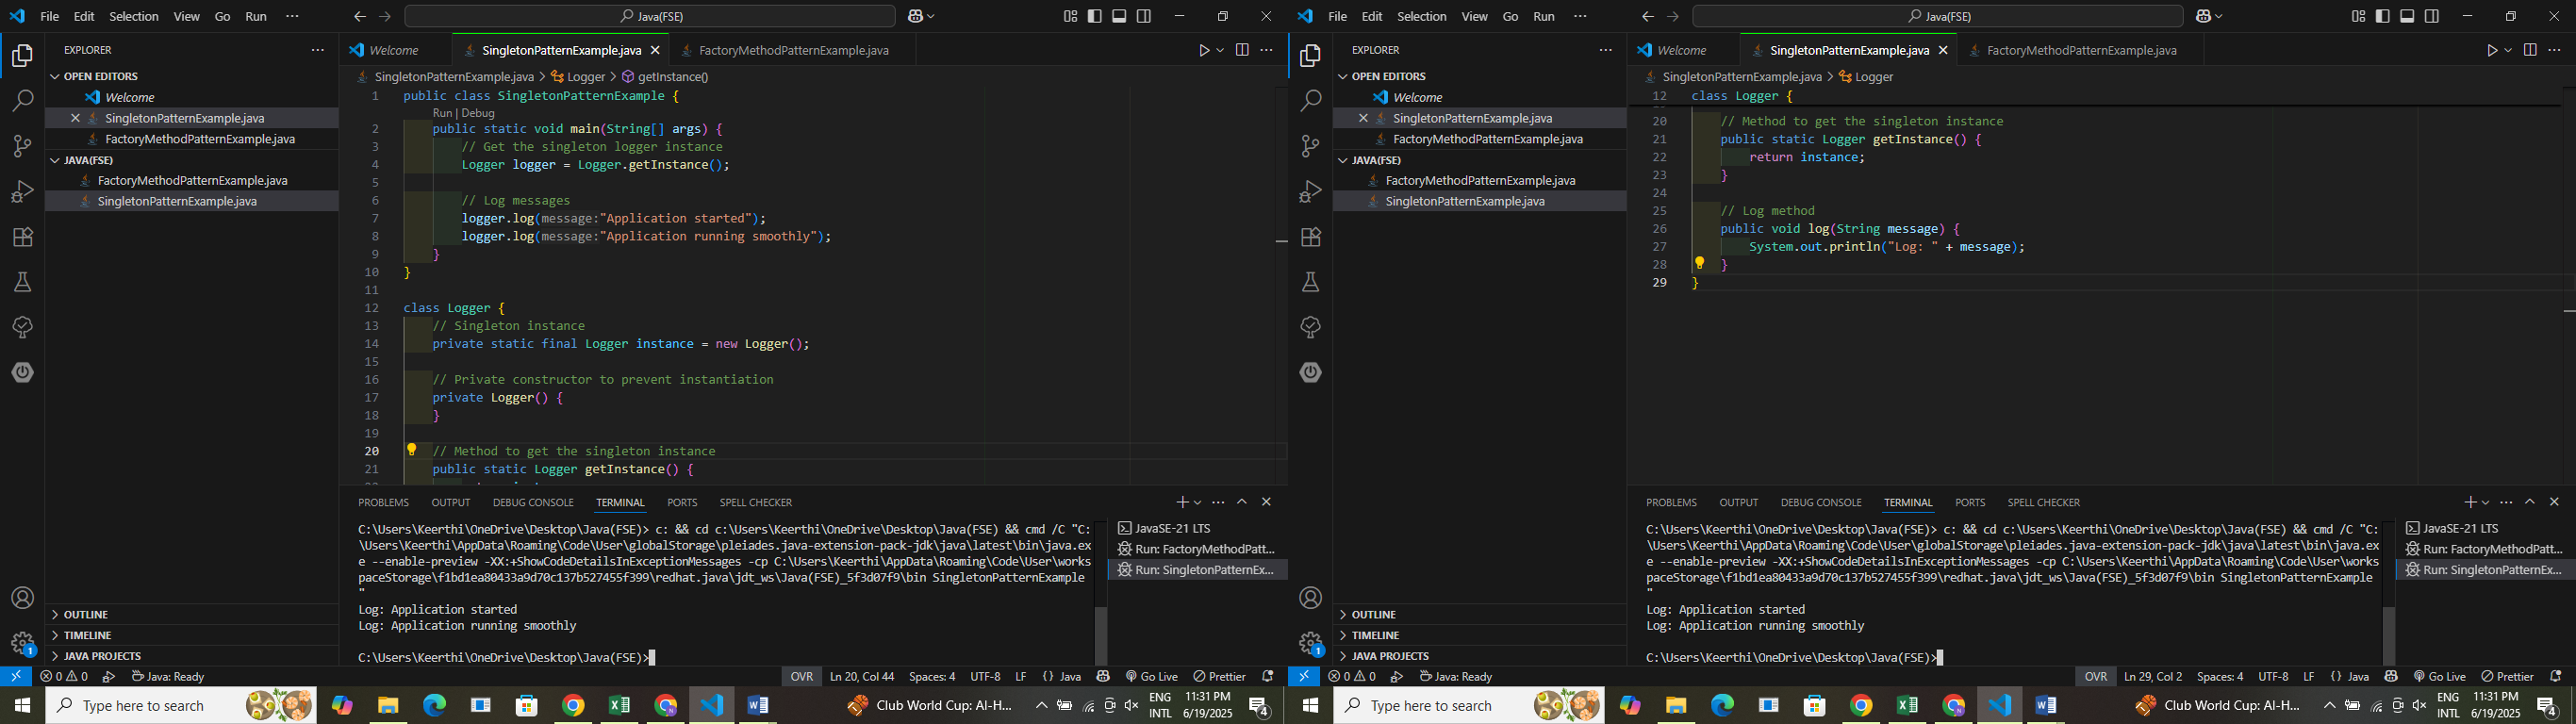 File Edit Selection View Go Run ··· Java(FSE)
EXPLORER ···
OPEN EDITORS
Welcome
SingletonPatternExample.java
FactoryMethodPatternExample.java
JAVA(FSE)
FactoryMethodPatternExample.java
SingletonPatternExample.java
OUTLINE
TIMELINE
JAVA PROJECTS
Welcome SingletonPatternExample.java FactoryMethodPatternExample.java
SingletonPatternExample.java > Logger > getInstance()
1 public class SingletonPatternExample {
Run | Debug
2 public static void main(String[] args) {
3 // Get the singleton logger instance
4 Logger logger = Logger.getInstance();
5
6 // Log messages
7 logger.log(message:"Application started");
8 logger.log(message:"Application running smoothly");
9 }
10 }
11
12 class Logger {
13 // Singleton instance
14 private static final Logger instance = new Logger();
15
16 // Private constructor to prevent instantiation
17 private Logger() {
18 }
19
20 // Method to get the singleton instance
21 public static Logger getInstance() {
PROBLEMS OUTPUT DEBUG CONSOLE TERMINAL PORTS SPELL CHECKER
C:\Users\Keerthi\OneDrive\Desktop\Java(FSE)> c: && cd c:\Users\Keerthi\OneDrive\Desktop\Java(FSE) && cmd /C "C:
\Users\Keerthi\AppData\Roaming\Code\User\globalStorage\pleiades.java-extension-pack-jdk\java\latest\bin\java.ex
e --enable-preview -XX:+ShowCodeDetailsInExceptionMessages -cp C:\Users\Keerthi\AppData\Roaming\Code\User\works
paceStorage\f1bd1ea80433a9d70c137b527455f399\redhat.java\jdt_ws\Java(FSE)_5f3d07f9\bin SingletonPatternExample
"
Log: Application started
Log: Application running smoothly
C:\Users\Keerthi\OneDrive\Desktop\Java(FSE)>
JavaSE-21 LTS
Run: FactoryMethodPatt...
Run: SingletonPatternEx...
0 0 Java: Ready OVR Ln 20, Col 44 Spaces: 4 UTF-8 LF {} Java Go Live Prettier
Type here to search Club World Cup: Al-H... ENG INTL 11:31 PM 6/19/2025 4
File Edit Selection View Go Run ··· Java(FSE)
EXPLORER ···
OPEN EDITORS
Welcome
SingletonPatternExample.java
FactoryMethodPatternExample.java
JAVA(FSE)
FactoryMethodPatternExample.java
SingletonPatternExample.java
OUTLINE
TIMELINE
JAVA PROJECTS
Welcome SingletonPatternExample.java FactoryMethodPatternExample.java
SingletonPatternExample.java > Logger
12 class Logger {
20 // Method to get the singleton instance
21 public static Logger getInstance() {
22 return instance;
23 }
24
25 // Log method
26 public void log(String message) {
27 System.out.println("Log: " + message);
28 }
29 }
PROBLEMS OUTPUT DEBUG CONSOLE TERMINAL PORTS SPELL CHECKER
C:\Users\Keerthi\OneDrive\Desktop\Java(FSE)> c: && cd c:\Users\Keerthi\OneDrive\Desktop\Java(FSE) && cmd /C "C:
\Users\Keerthi\AppData\Roaming\Code\User\globalStorage\pleiades.java-extension-pack-jdk\java\latest\bin\java.ex
e --enable-preview -XX:+ShowCodeDetailsInExceptionMessages -cp C:\Users\Keerthi\AppData\Roaming\Code\User\works
paceStorage\f1bd1ea80433a9d70c137b527455f399\redhat.java\jdt_ws\Java(FSE)_5f3d07f9\bin SingletonPatternExample
"
Log: Application started
Log: Application running smoothly
C:\Users\Keerthi\OneDrive\Desktop\Java(FSE)>
JavaSE-21 LTS
Run: FactoryMethodPatt...
Run: SingletonPatternEx...
0 0 Java: Ready OVR Ln 29, Col 2 Spaces: 4 UTF-8 LF {} Java Go Live Prettier
Type here to search Club World Cup: Al-H... ENG INTL 11:31 PM 6/19/2025 4